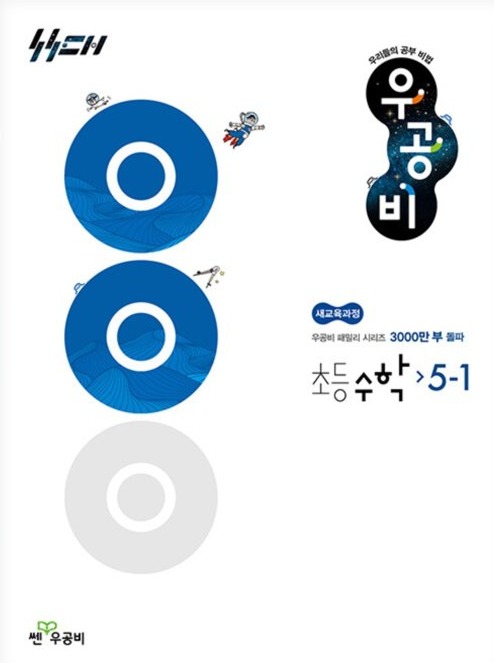 우리들의 공부 비법
우
공
비
새교육과정
우공비 패밀리 시리즈 3000만 부 돌파
초등 수학 > 5-1
쎈 우공비